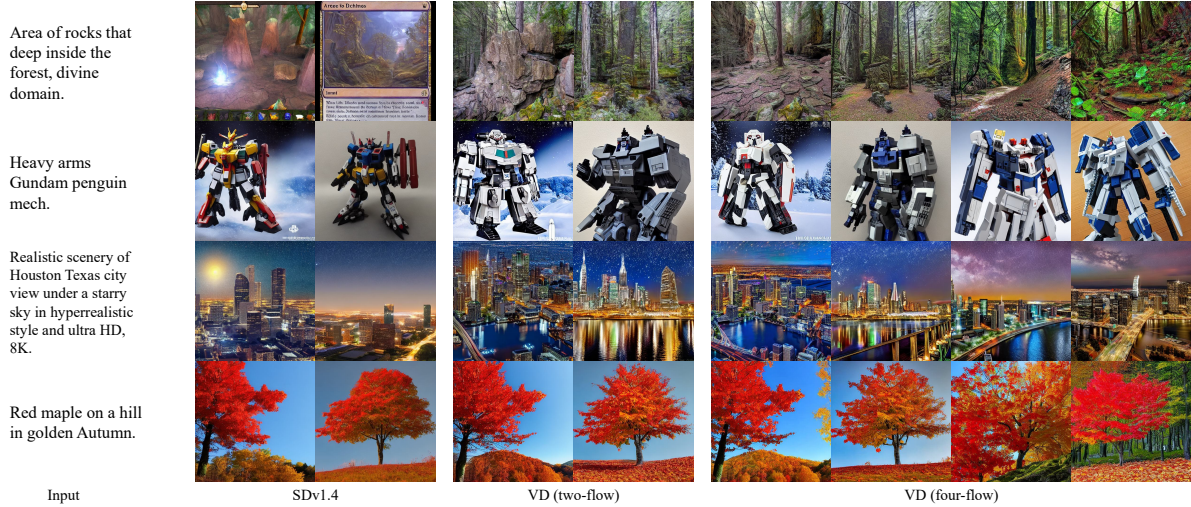 Area of rocks that
deep inside the
forest, divine
domain.
Heavy arms
Gundam penguin
mech.
Realistic scenery of
Houston Texas city
view under a starry
sky in hyperrealistic
style and ultra HD,
8K.
Red maple on a hill
in golden Autumn.
Input
SDv1.4
VD (two-flow)
VD (four-flow)